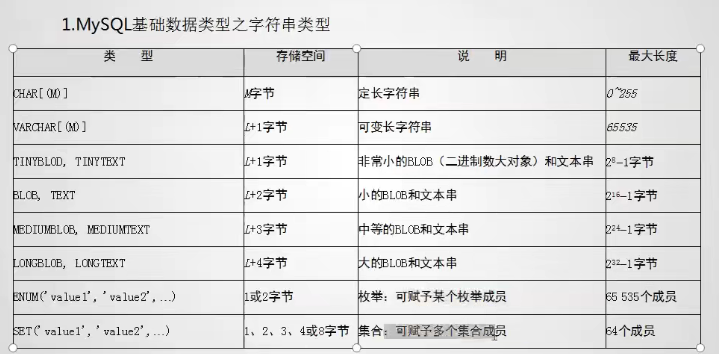 1.MySQL基础数据类型之字符串类型
类 型 存储空间 说 明 最大长度
CHAR[(M)] M字节 定长字符串 0~255
VARCHAR[(M)] L+1字节 可变长字符串 65535
TINYBLOD, TINYTEXT L+1字节 非常小的BLOB（二进制数大对象）和文本串 2⁸-1字节
BLOB, TEXT L+2字节 小的BLOB和文本串 2¹⁶-1字节
MEDIUMBLOB, MEDIUMTEXT L+3字节 中等的BLOB和文本串 2²⁴-1字节
LONGBLOB, LONGTEXT L+4字节 大的BLOB和文本串 2³²-1字节
ENUM('value1', 'value2',...) 1或2字节 枚举：可赋予某个枚举成员 65 535个成员
SET('value1', 'value2',...) 1、2、3、4或8字节 集合：可赋予多个集合成员 64个成员